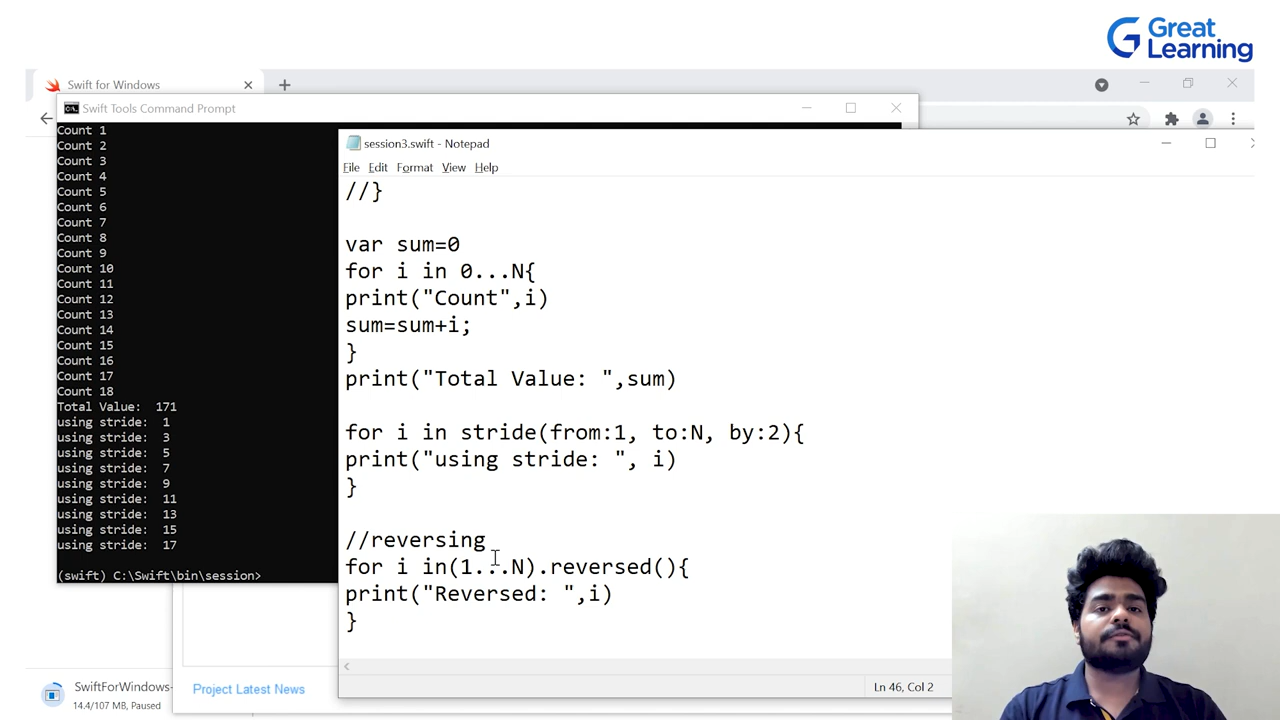 Great
Learning
Swift for Windows
Swift Tools Command Prompt
Count 1
Count 2
Count 3
Count 4
Count 5
Count 6
Count 7
Count 8
Count 9
Count 10
Count 11
Count 12
Count 13
Count 14
Count 15
Count 16
Count 17
Count 18
Total Value:  171
using stride:  1
using stride:  3
using stride:  5
using stride:  7
using stride:  9
using stride:  11
using stride:  13
using stride:  15
using stride:  17
(swift) C:\Swift\bin\session>
session3.swift - Notepad
File Edit Format View Help
//}
var sum=0
for i in 0...N{
print("Count",i)
sum=sum+i;
}
print("Total Value: ",sum)
for i in stride(from:1, to:N, by:2){
print("using stride: ", i)
}
//reversing
for i in(1...N).reversed(){
print("Reversed: ",i)
}
Ln 46, Col 2
SwiftForWindows-
14.4/107 MB, Paused
Project Latest News